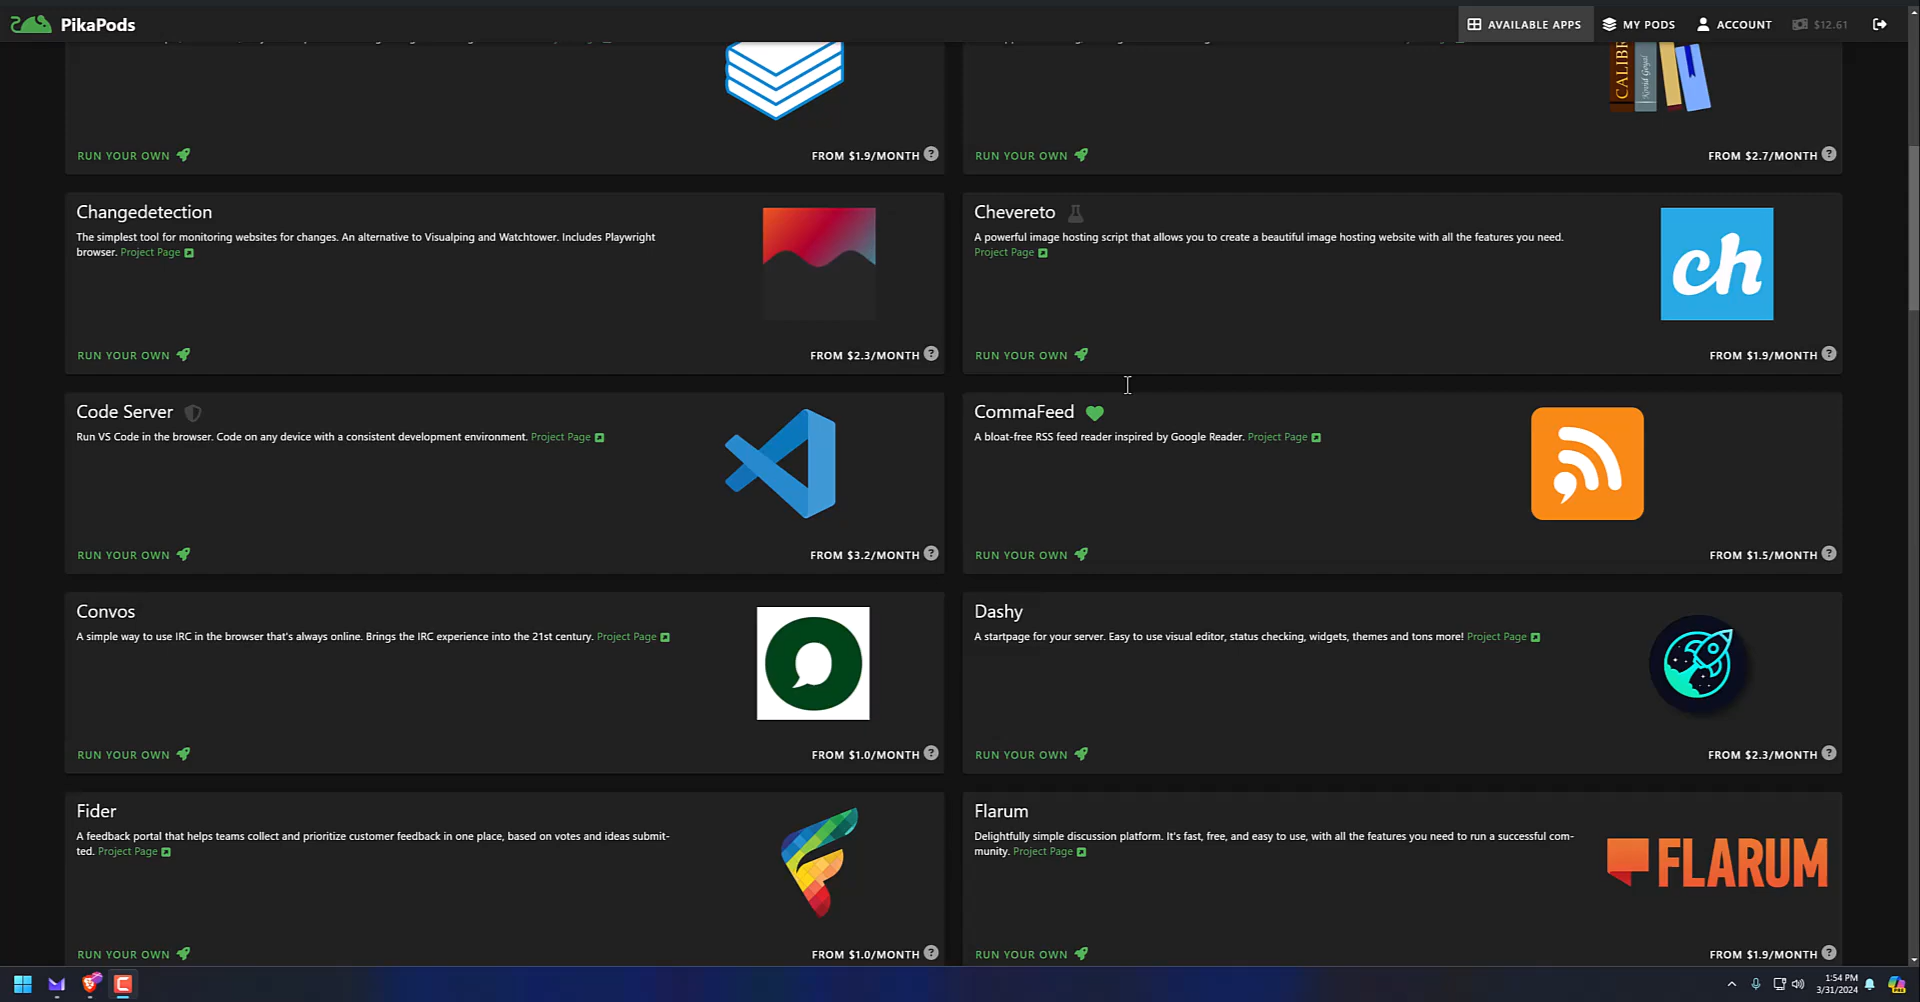 PikaPods
AVAILABLE APPS
MY PODS
ACCOUNT
$12.61
CALIBR
Kovid Goyal
RUN YOUR OWN
FROM $1.9/MONTH ?
RUN YOUR OWN
FROM $2.7/MONTH ?
Changedetection
The simplest tool for monitoring websites for changes. An alternative to Visualping and Watchtower. Includes Playwright
browser. Project Page
RUN YOUR OWN
FROM $2.3/MONTH ?
Chevereto
A powerful image hosting script that allows you to create a beautiful image hosting website with all the features you need.
Project Page
ch
RUN YOUR OWN
FROM $1.9/MONTH ?
Code Server
Run VS Code in the browser. Code on any device with a consistent development environment. Project Page
RUN YOUR OWN
FROM $3.2/MONTH ?
CommaFeed
A bloat-free RSS feed reader inspired by Google Reader. Project Page
RUN YOUR OWN
FROM $1.5/MONTH ?
Convos
A simple way to use IRC in the browser that's always online. Brings the IRC experience into the 21st century. Project Page
RUN YOUR OWN
FROM $1.0/MONTH ?
Dashy
A startpage for your server. Easy to use visual editor, status checking, widgets, themes and tons more! Project Page
RUN YOUR OWN
FROM $2.3/MONTH ?
Fider
A feedback portal that helps teams collect and prioritize customer feedback in one place, based on votes and ideas submit-
ted. Project Page
RUN YOUR OWN
FROM $1.0/MONTH ?
Flarum
Delightfully simple discussion platform. It's fast, free, and easy to use, with all the features you need to run a successful com-
munity. Project Page
FLARUM
RUN YOUR OWN
FROM $1.9/MONTH ?
1:54 PM
3/31/2024